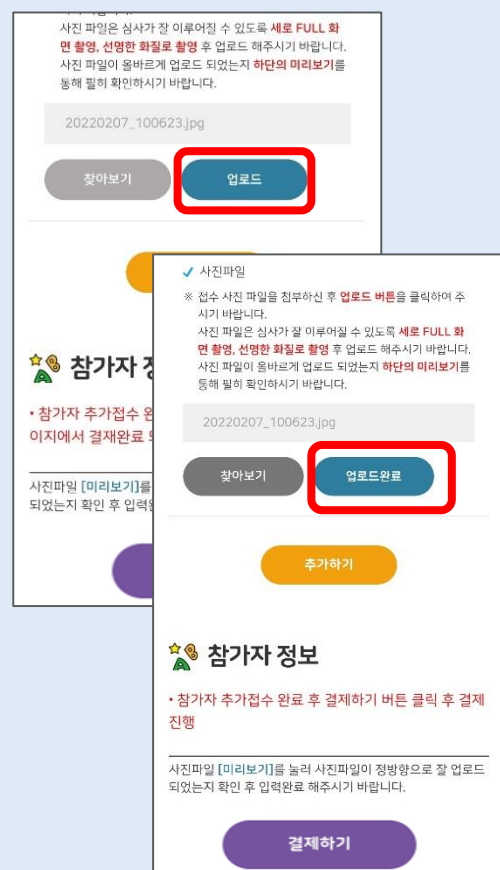 사진 파일은 심사가 잘 이루어질 수 있도록 세로 FULL 화
면 촬영, 선명한 화질로 촬영 후 업로드 해주시기 바랍니다.
사진 파일이 올바르게 업로드 되었는지 하단의 미리보기를
통해 필히 확인하시기 바랍니다.
20220207_100623.jpg
찾아보기
업로드
참가자 정
• 참가자 추가접수 완
이지에서 결재완료
사진파일 [미리보기]를
되었는지 확인 후 입력
✓ 사진파일
※ 접수 사진 파일을 첨부하신 후 업로드 버튼을 클릭하여 주
시기 바랍니다.
사진 파일은 심사가 잘 이루어질 수 있도록 세로 FULL 화
면 촬영, 선명한 화질로 촬영 후 업로드 해주시기 바랍니다.
사진 파일이 올바르게 업로드 되었는지 하단의 미리보기를
통해 필히 확인하시기 바랍니다.
20220207_100623.jpg
찾아보기
업로드완료
추가하기
참가자 정보
• 참가자 추가접수 완료 후 결제하기 버튼 클릭 후 결제
진행
사진파일 [미리보기]를 눌러 사진파일이 정방향으로 잘 업로드
되었는지 확인 후 입력완료 해주시기 바랍니다.
결제하기